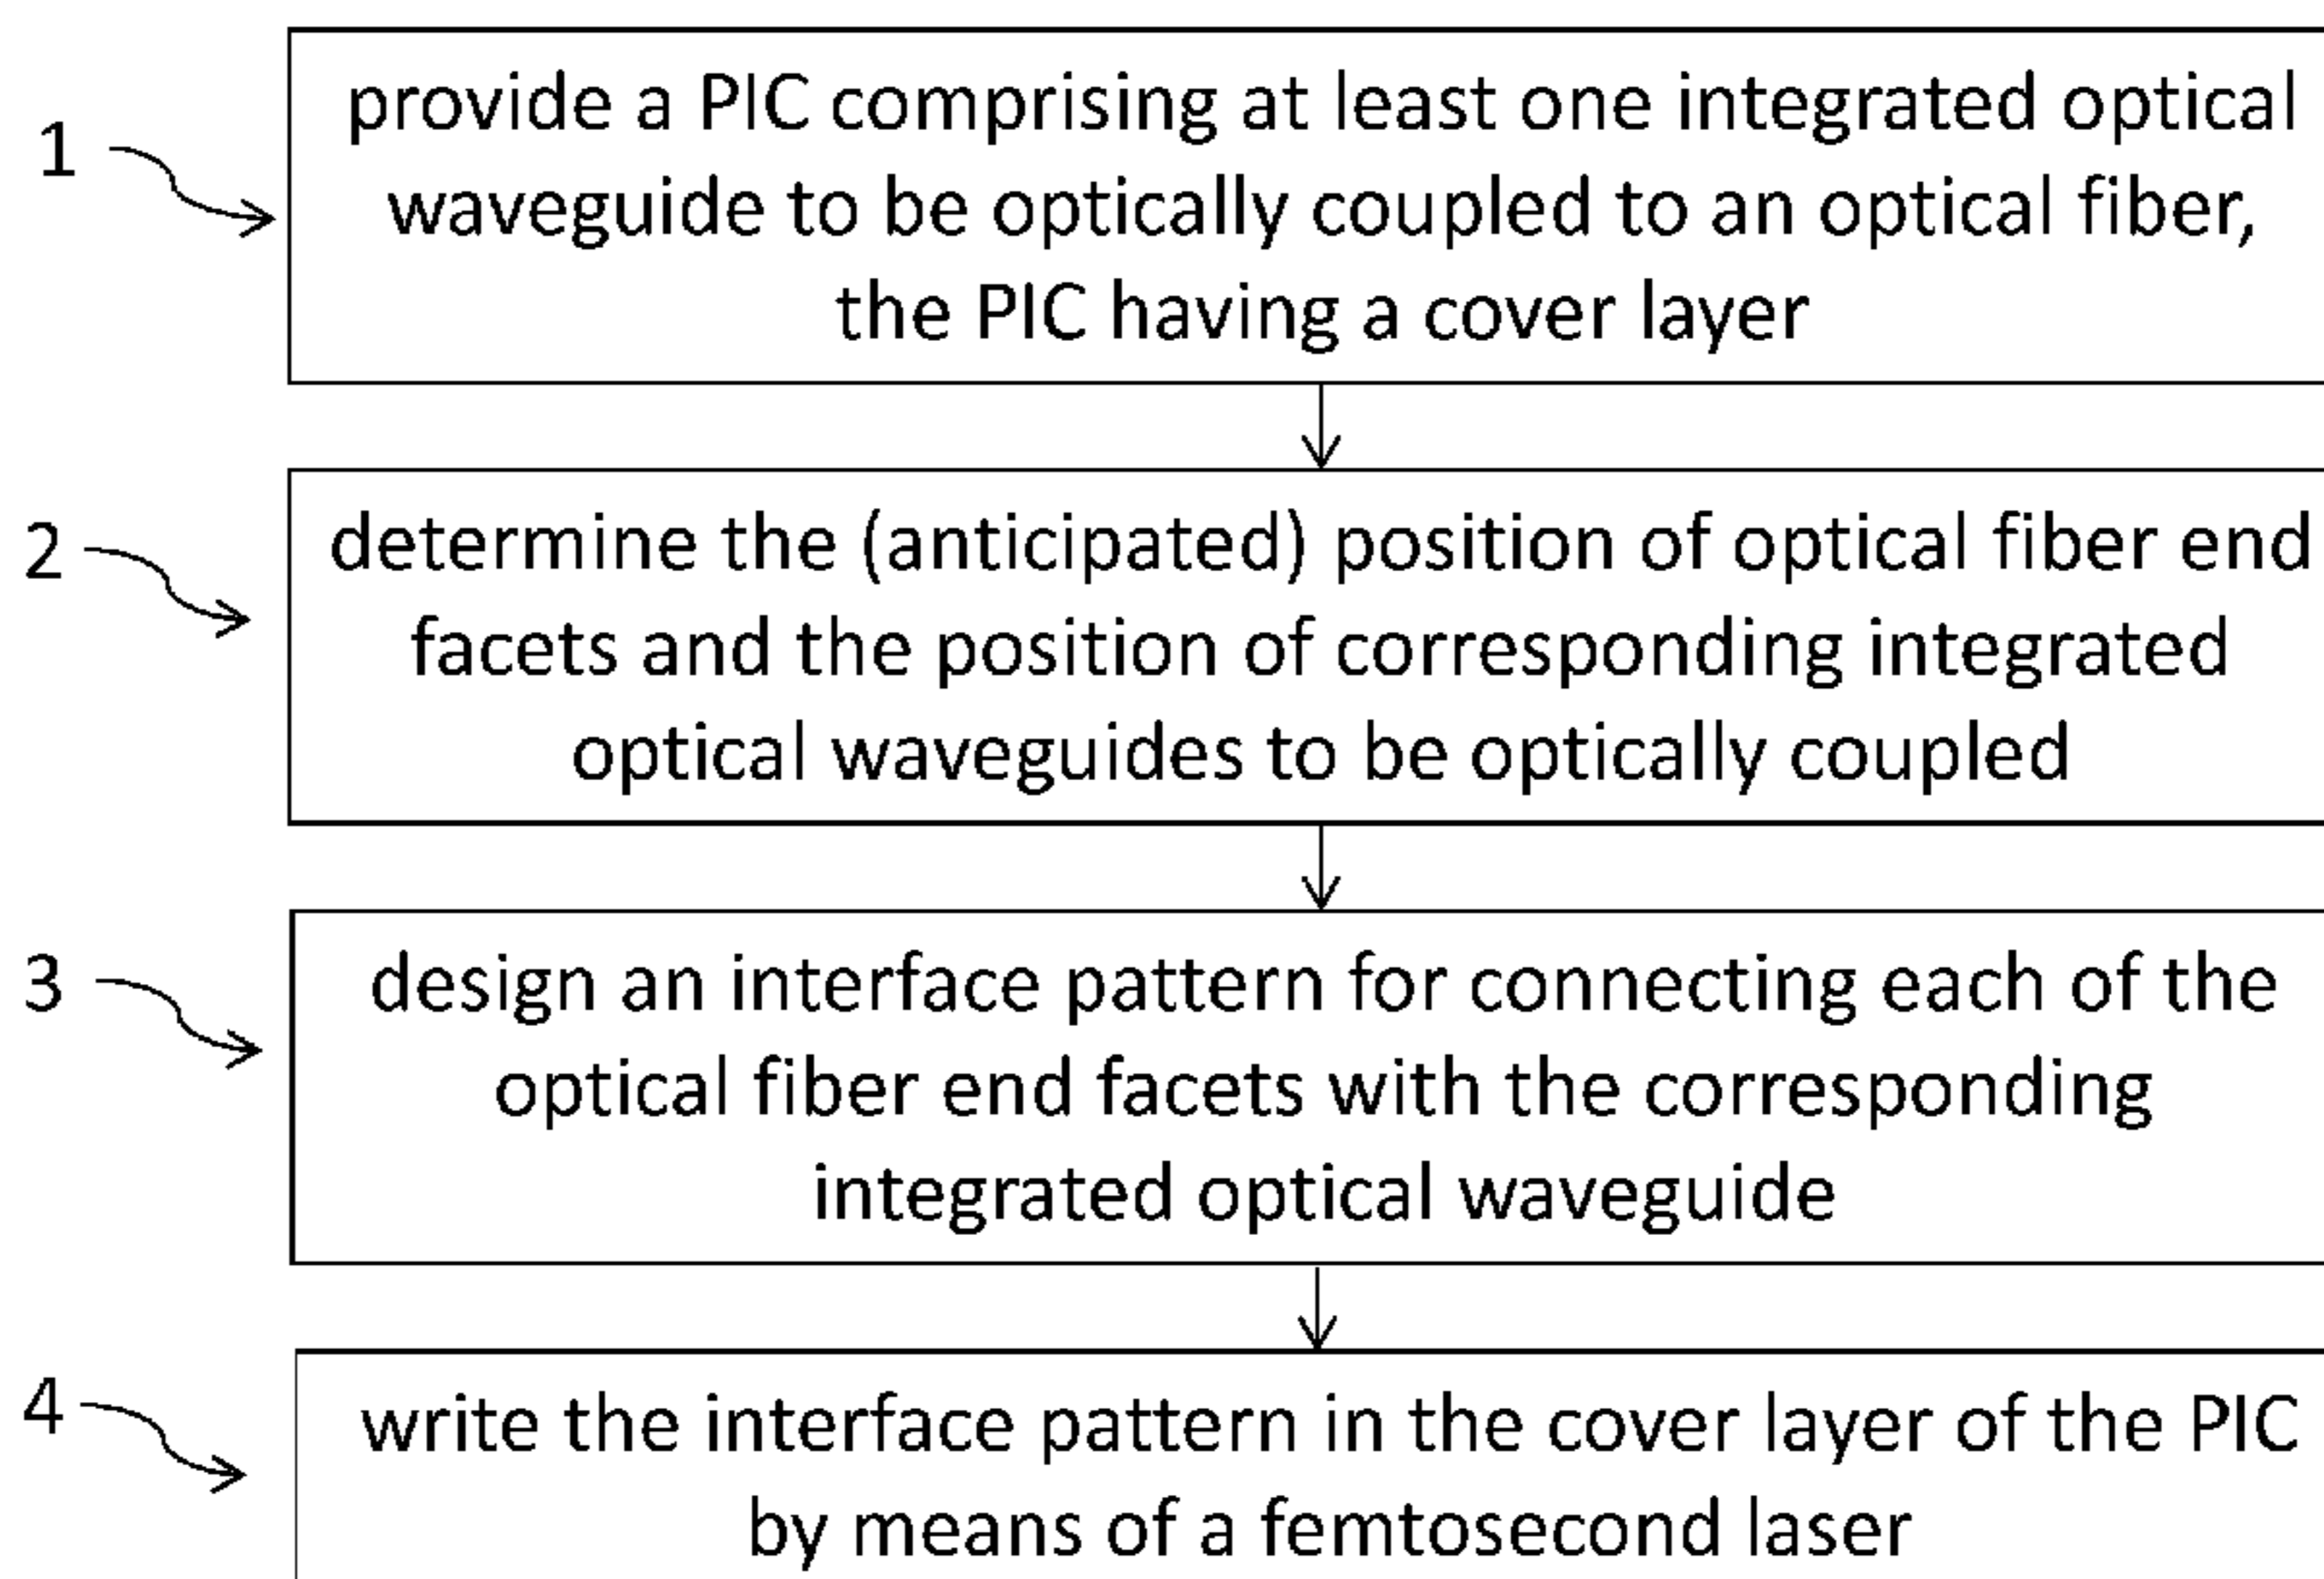 1
provide a PIC comprising at least one integrated optical
waveguide to be optically coupled to an optical fiber,
the PIC having a cover layer
2
determine the (anticipated) position of optical fiber end
facets and the position of corresponding integrated
optical waveguides to be optically coupled
3
design an interface pattern for connecting each of the
optical fiber end facets with the corresponding
integrated optical waveguide
4
write the interface pattern in the cover layer of the PIC
by means of a femtosecond laser